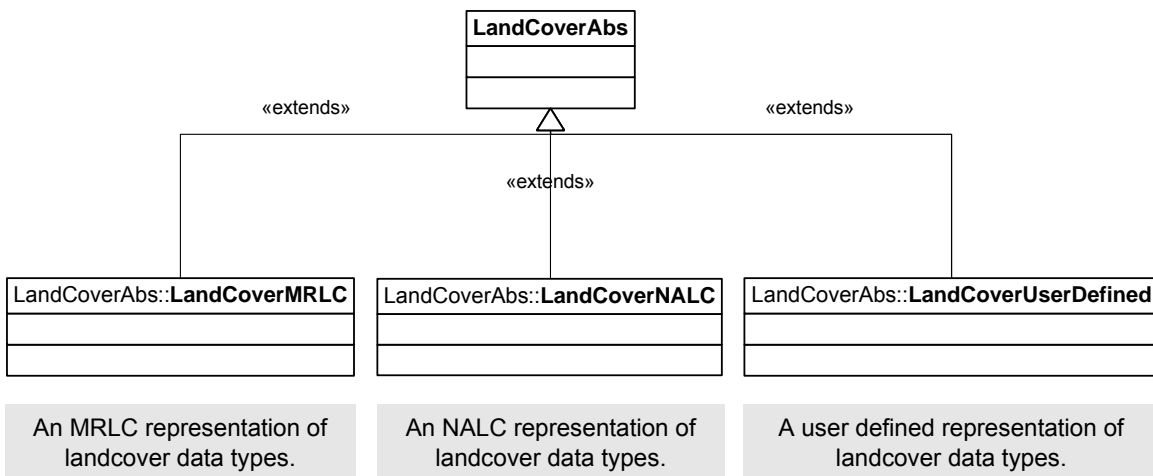 LandCoverAbs
«extends»
«extends»
«extends»
LandCoverAbs::LandCoverMRLC
LandCoverAbs::LandCoverNALC
LandCoverAbs::LandCoverUserDefined
An MRLC representation of
landcover data types.
An NALC representation of
landcover data types.
A user defined representation of
landcover data types.